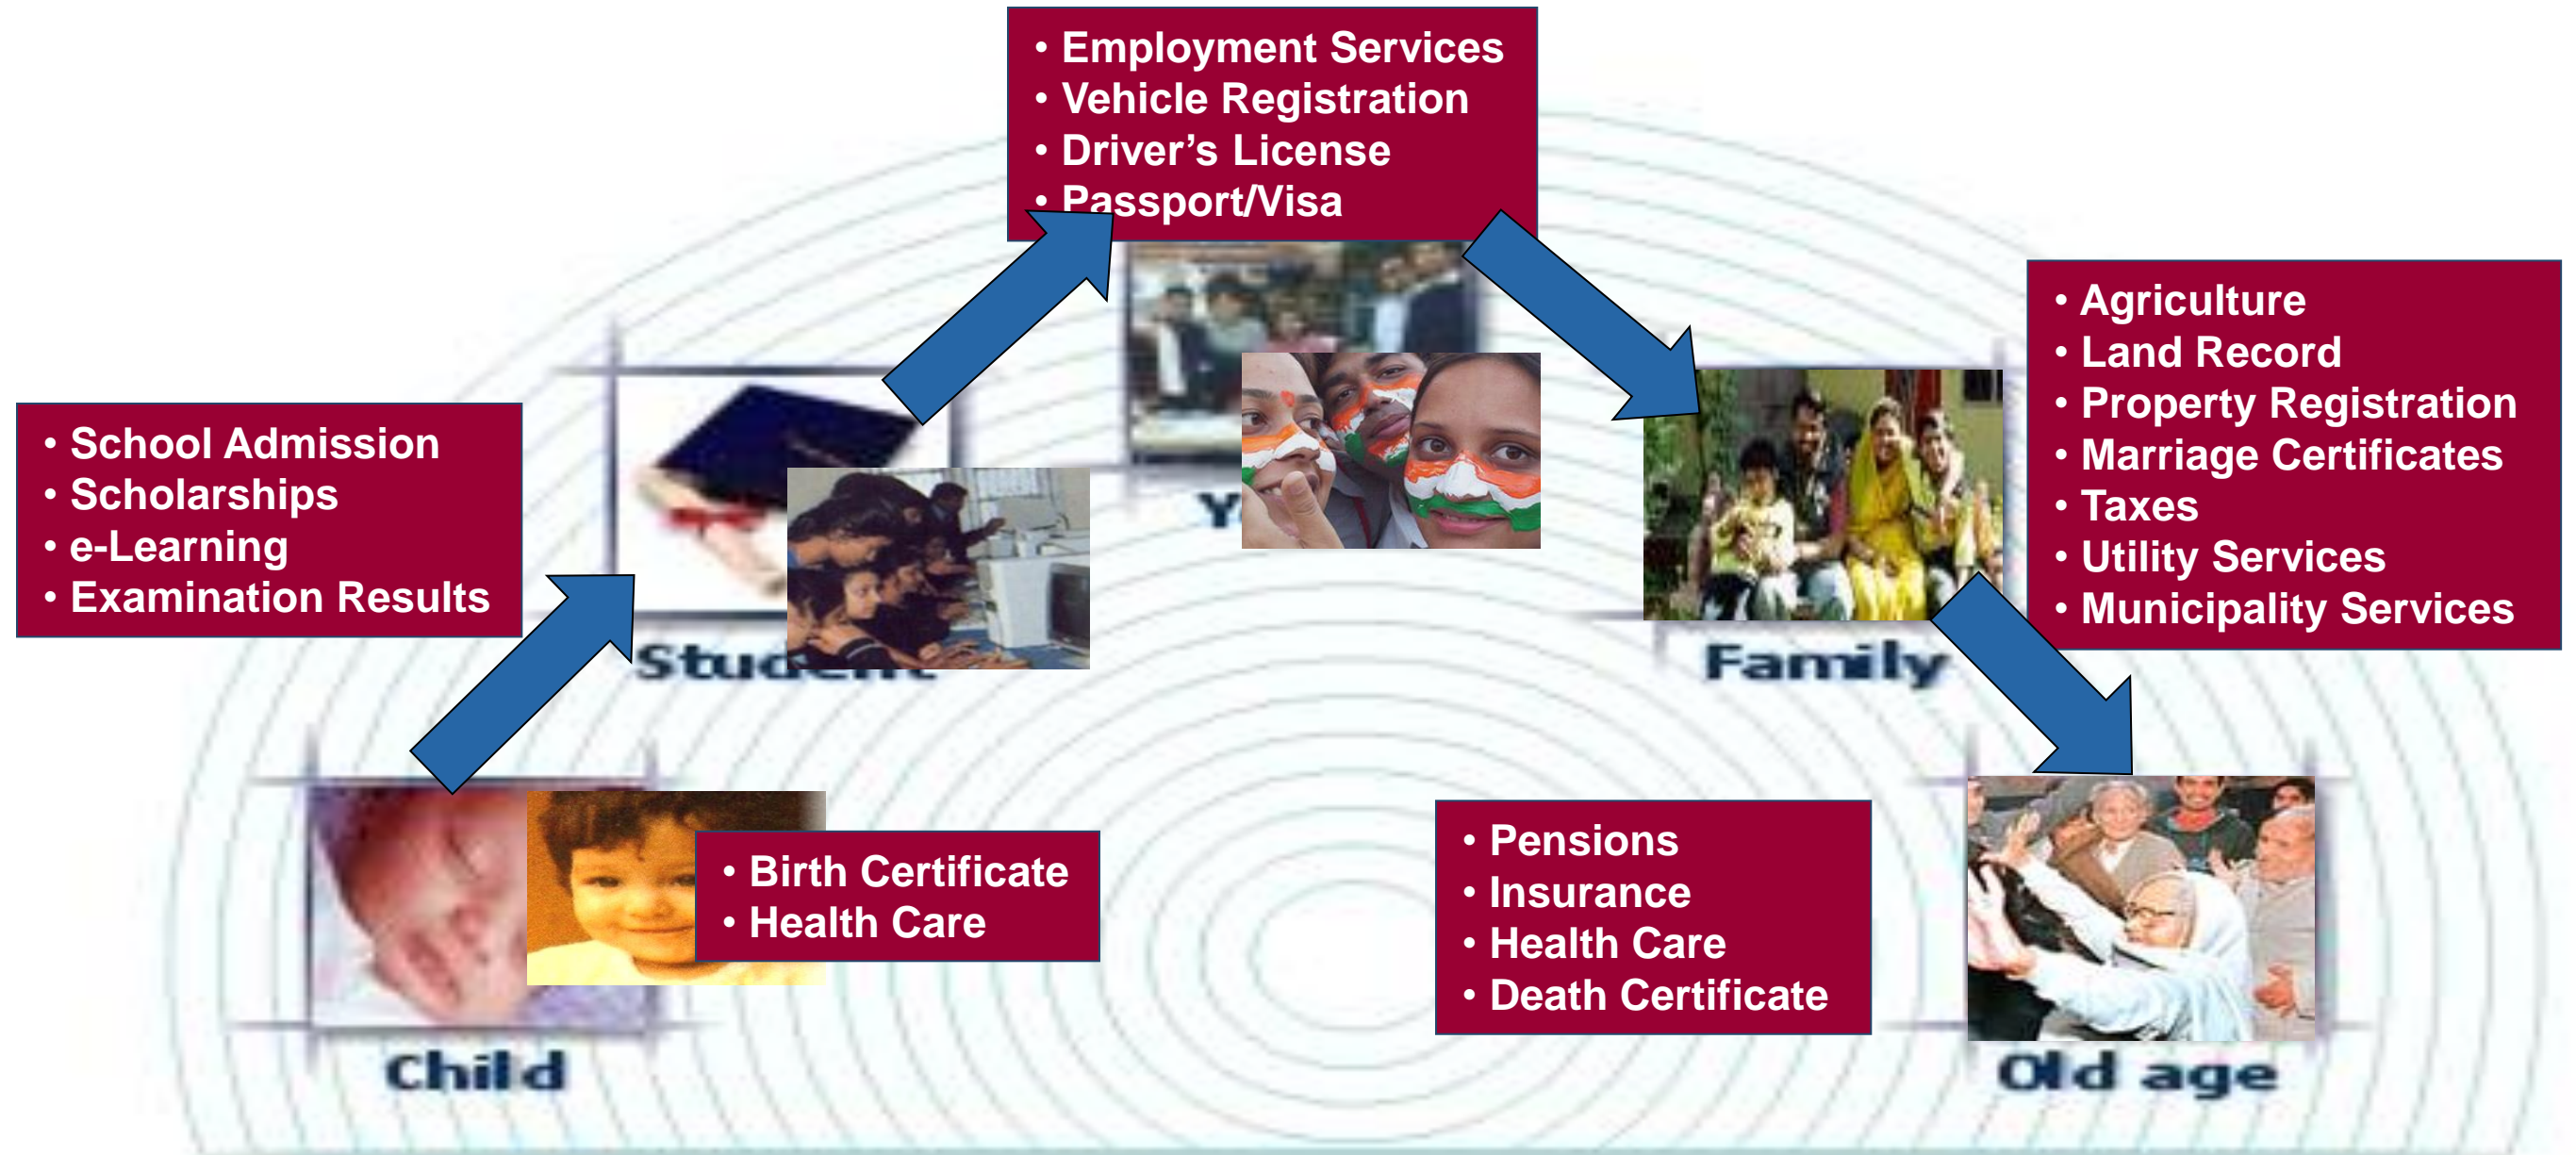 • Employment Services
• Vehicle Registration
• Driver’s License
• Passport/Visa
• School Admission
• Scholarships
• e-Learning
• Examination Results
• Agriculture
• Land Record
• Property Registration
• Marriage Certificates
• Taxes
• Utility Services
• Municipality Services
Student
Family
• Birth Certificate
• Health Care
• Pensions
• Insurance
• Health Care
• Death Certificate
Child
Old age